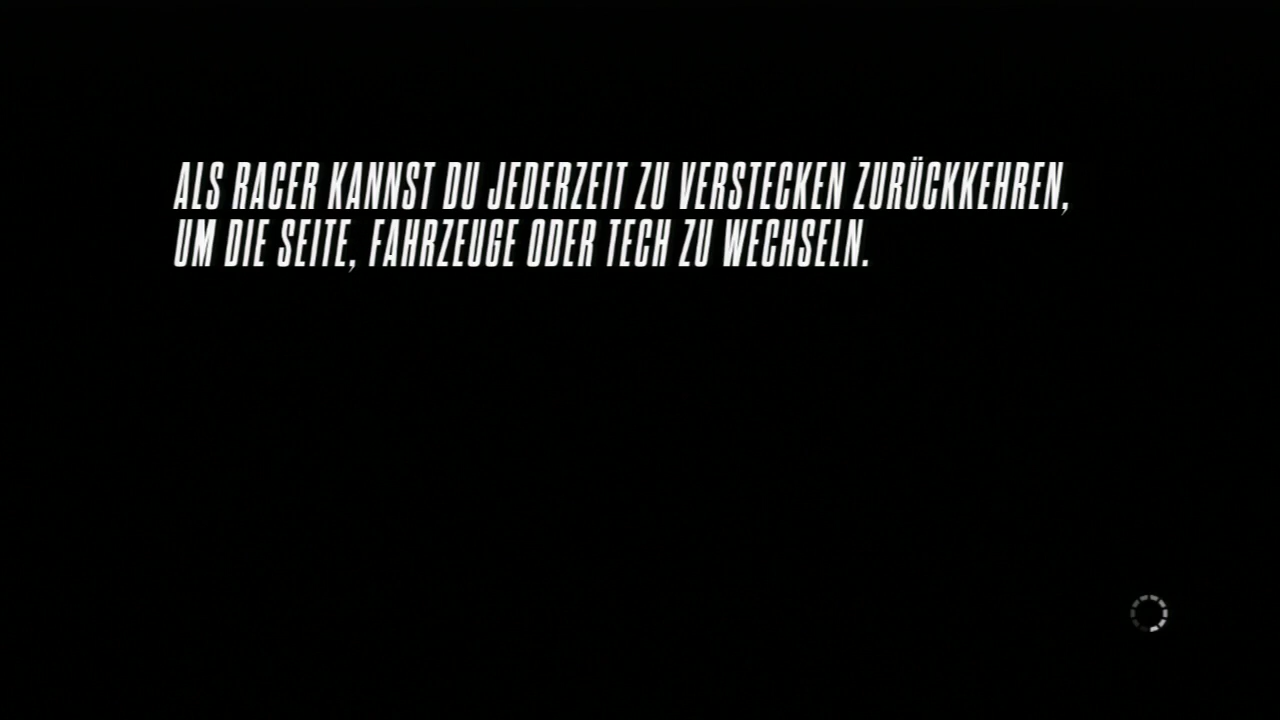 ALS RACER KANNST DU JEDERZEIT ZU VERSTECKEN ZURÜCKKEHREN,
UM DIE SEITE, FAHRZEUGE ODER TECH ZU WECHSELN.